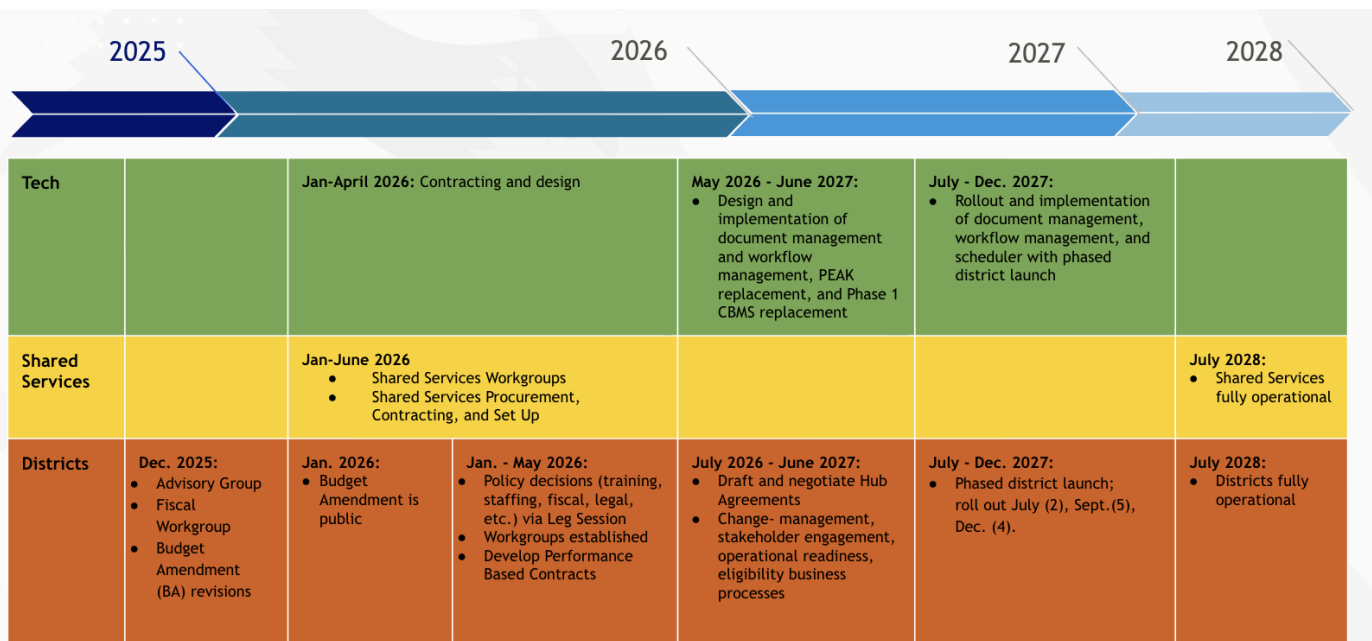 2025
2026
2027
2028
Tech
Jan-April 2026: Contracting and design
May 2026 - June 2027:
● Design and
implementation of
document management
and workflow
management, PEAK
replacement, and Phase 1
CBMS replacement
July - Dec. 2027:
● Rollout and implementation
of document management,
workflow management, and
scheduler with phased
district launch
Shared
Services
Jan-June 2026
● Shared Services Workgroups
● Shared Services Procurement,
Contracting, and Set Up
July 2028:
● Shared Services
fully operational
Districts
Dec. 2025:
● Advisory Group
● Fiscal
Workgroup
● Budget
Amendment
(BA) revisions
Jan. 2026:
● Budget
Amendment is
public
Jan. - May 2026:
● Policy decisions (training,
staffing, fiscal, legal,
etc.) via Leg Session
● Workgroups established
● Develop Performance
Based Contracts
July 2026 - June 2027:
● Draft and negotiate Hub
Agreements
● Change- management,
stakeholder engagement,
operational readiness,
eligibility business
processes
July - Dec. 2027:
● Phased district launch;
roll out July (2), Sept.(5),
Dec. (4).
July 2028:
● Districts fully
operational